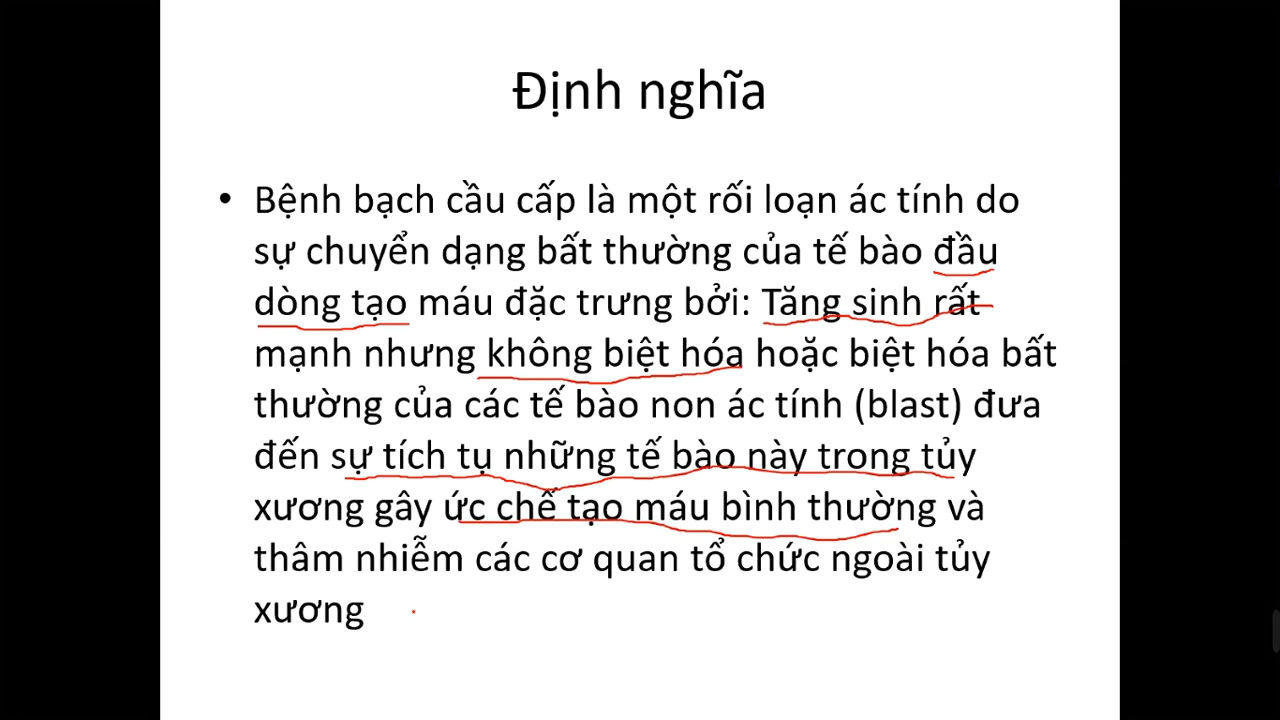 Định nghĩa
• Bệnh bạch cầu cấp là một rối loạn ác tính do
sự chuyển dạng bất thường của tế bào đầu
dòng tạo máu đặc trưng bởi: Tăng sinh rất
mạnh nhưng không biệt hóa hoặc biệt hóa bất
thường của các tế bào non ác tính (blast) đưa
đến sự tích tụ những tế bào này trong tủy
xương gây ức chế tạo máu bình thường và
thâm nhiễm các cơ quan tổ chức ngoài tủy
xương